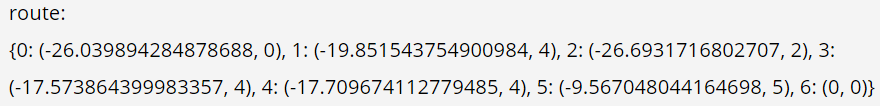 route:
{0: (-26.039894284878688, 0), 1: (-19.851543754900984, 4), 2: (-26.6931716802707, 2), 3:
(-17.573864399983357, 4), 4: (-17.709674112779485, 4), 5: (-9.567048044164698, 5), 6: (0, 0)}